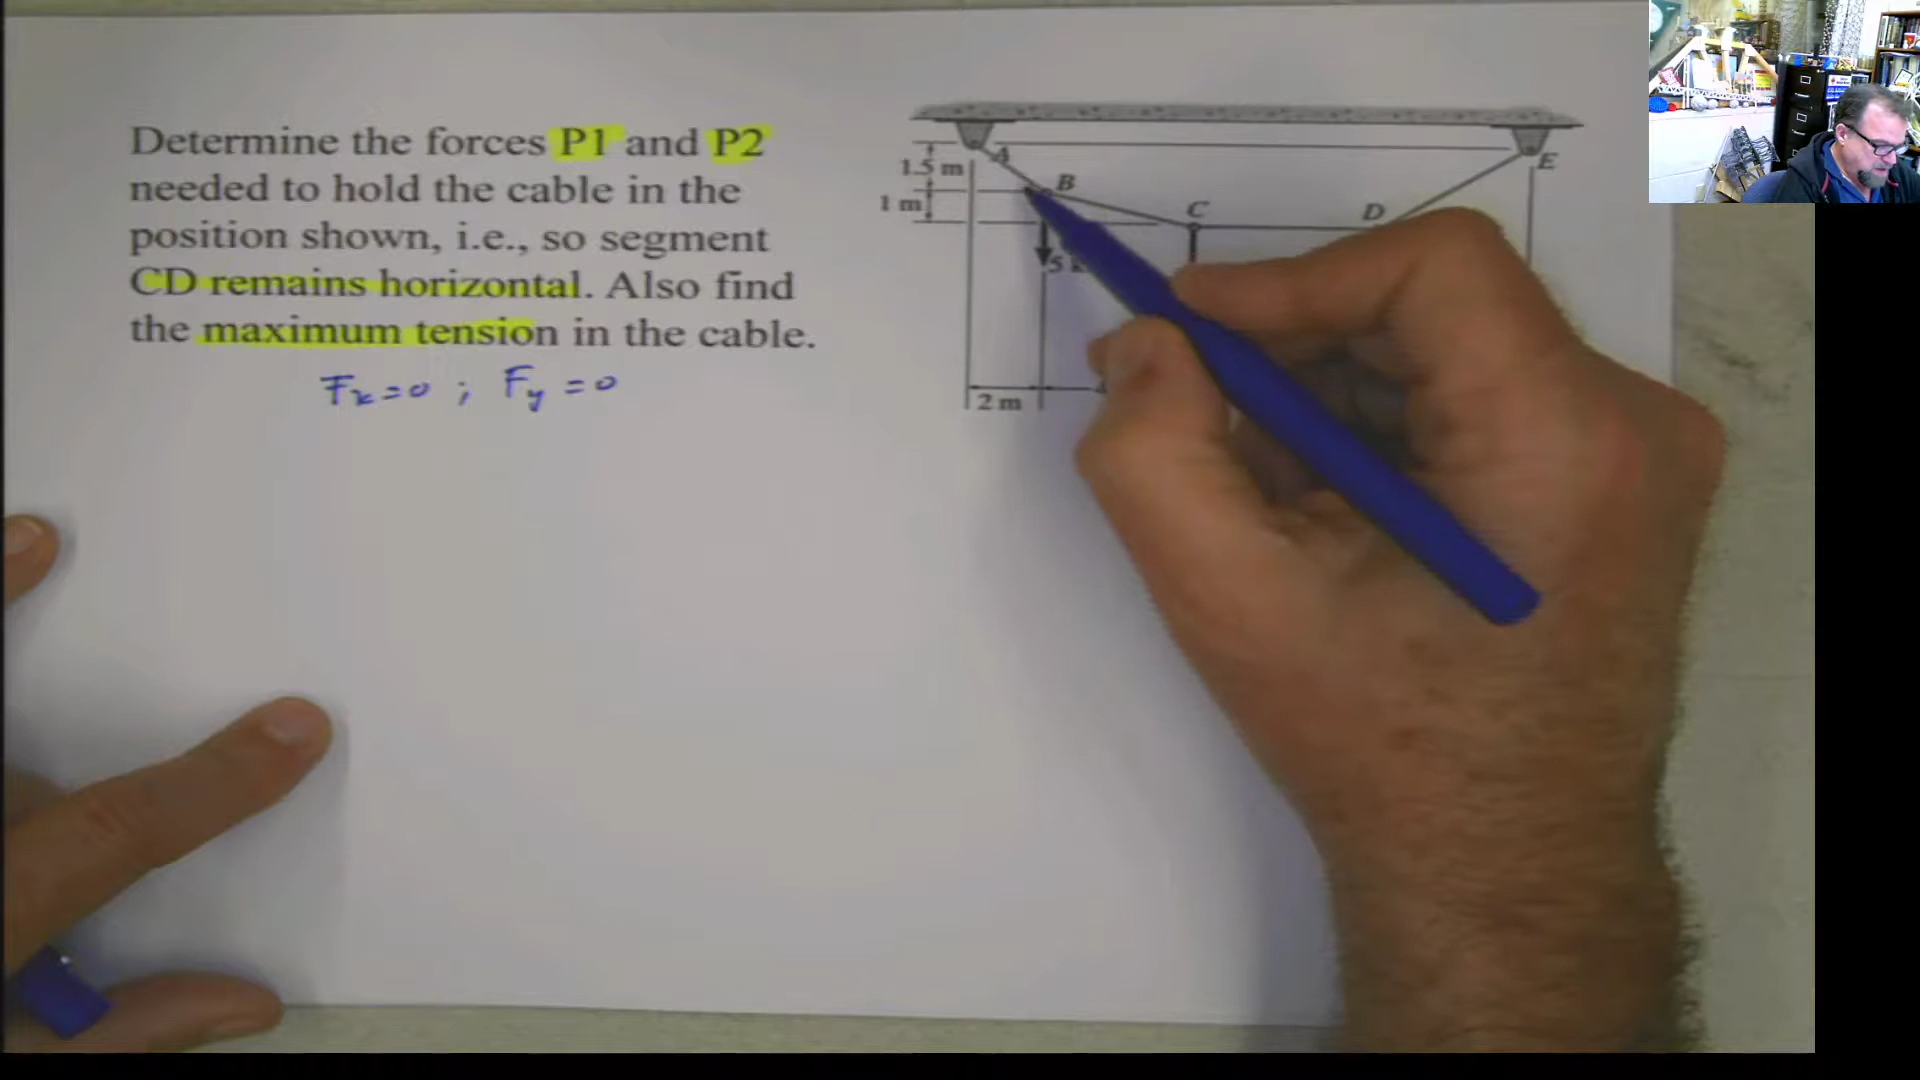 Determine the forces P1 and P2
needed to hold the cable in the
position shown, i.e., so segment
CD remains horizontal. Also find
the maximum tension in the cable.
Fx=0 ; Fy=0
A
E
1.5 m
B
1 m
C
D
5
2 m